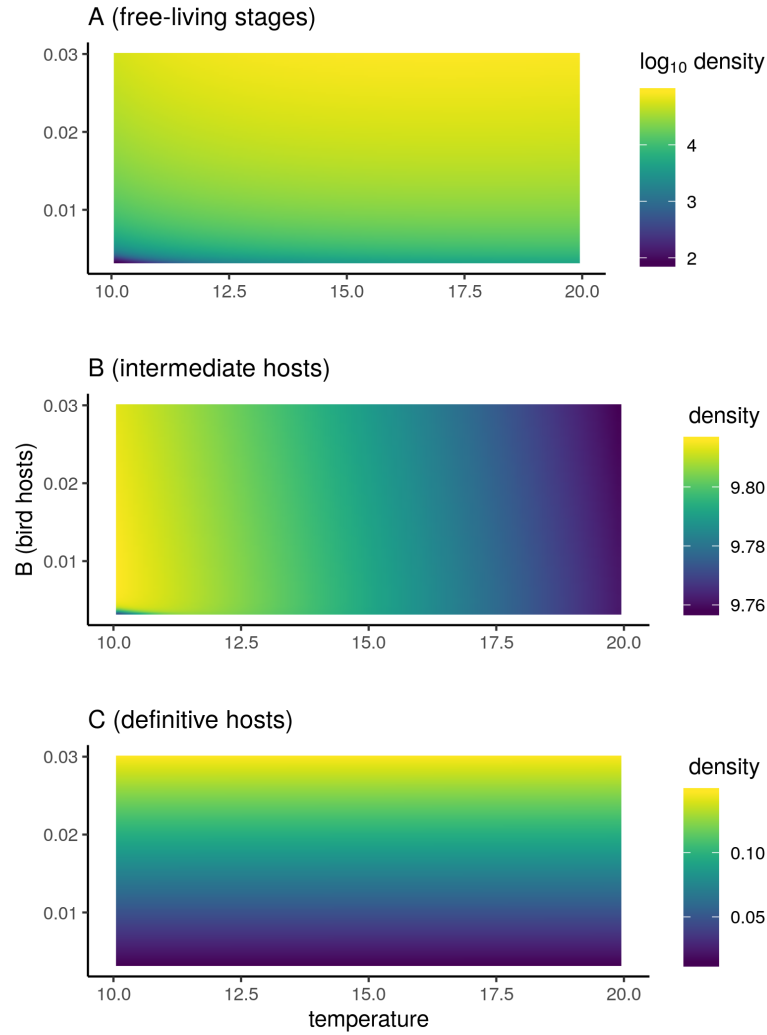 A (free-living stages)
0.03
0.02
0.01
10.0 12.5 15.0 17.5 20.0
log₁₀ density
4
3
2
B (intermediate hosts)
B (bird hosts)
0.03
0.02
0.01
10.0 12.5 15.0 17.5 20.0
density
9.80
9.78
9.76
C (definitive hosts)
0.03
0.02
0.01
10.0 12.5 15.0 17.5 20.0
temperature
density
0.10
0.05